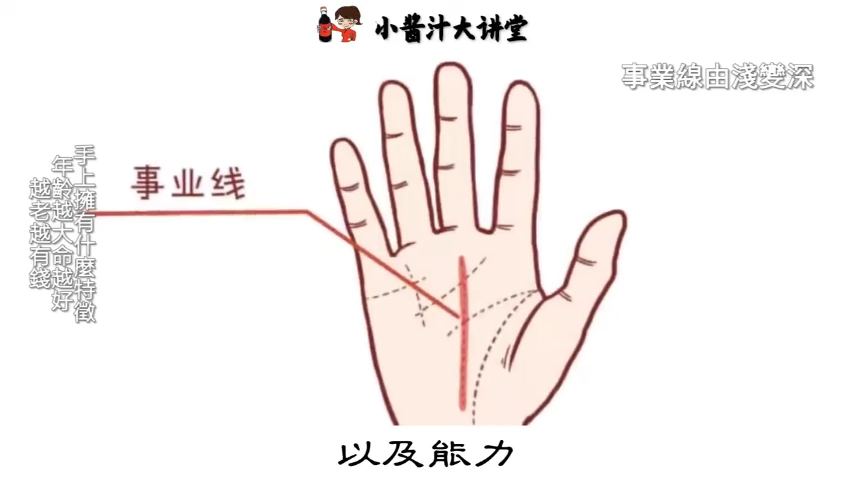 小酱汁大讲堂
事業線由淺變深
手上擁有什麼特徵
年齡越大命越好
越老越有錢
事业线
以及能力